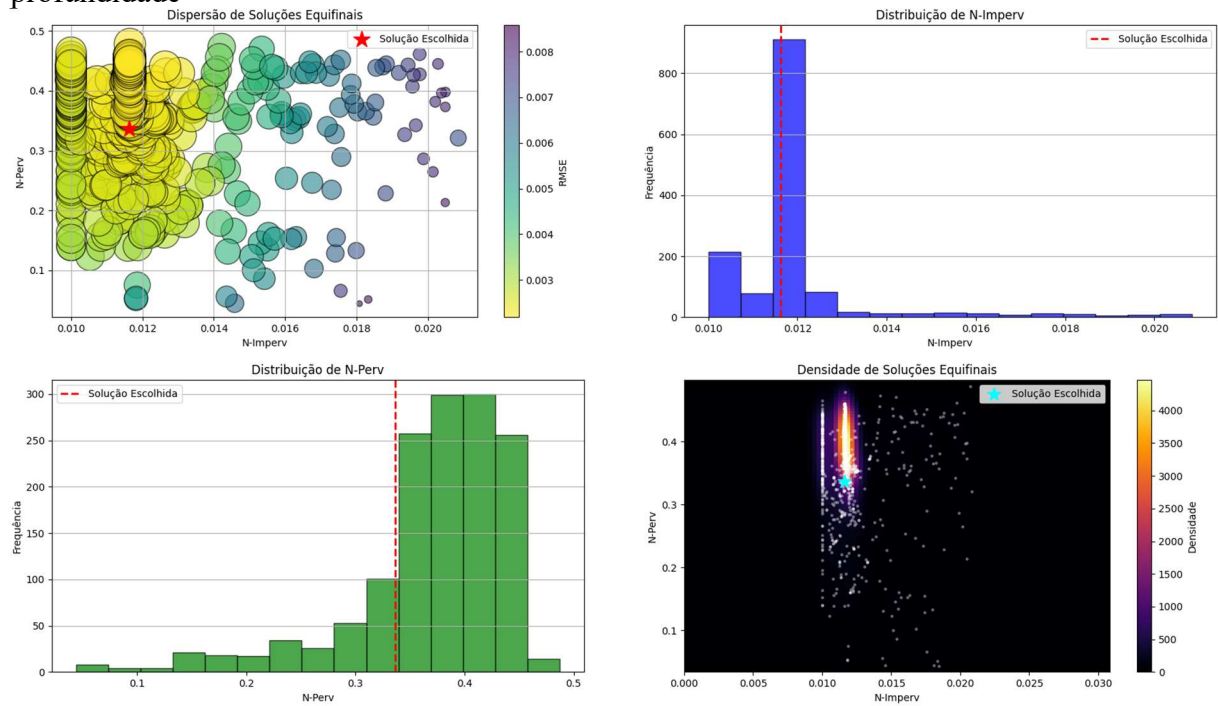 profundidade
Dispersão de Soluções Equifinais
Solução Escolhida
0.5
0.4
0.3
0.2
0.1
N-Perv
0.010 0.012 0.014 0.016 0.018 0.020
N-Imperv
0.008
0.007
0.006
0.005
0.004
0.003
RMSE
Distribuição de N-Imperv
Solução Escolhida
800
600
400
200
0
Frequência
0.010 0.012 0.014 0.016 0.018 0.020
N-Imperv
Distribuição de N-Perv
Solução Escolhida
300
250
200
150
100
50
0
Frequência
0.1 0.2 0.3 0.4 0.5
N-Perv
Densidade de Soluções Equifinais
Solução Escolhida
0.4
0.3
0.2
0.1
N-Perv
0.000 0.005 0.010 0.015 0.020 0.025 0.030
N-Imperv
4000
3500
3000
2500
2000
1500
1000
500
0
Densidade